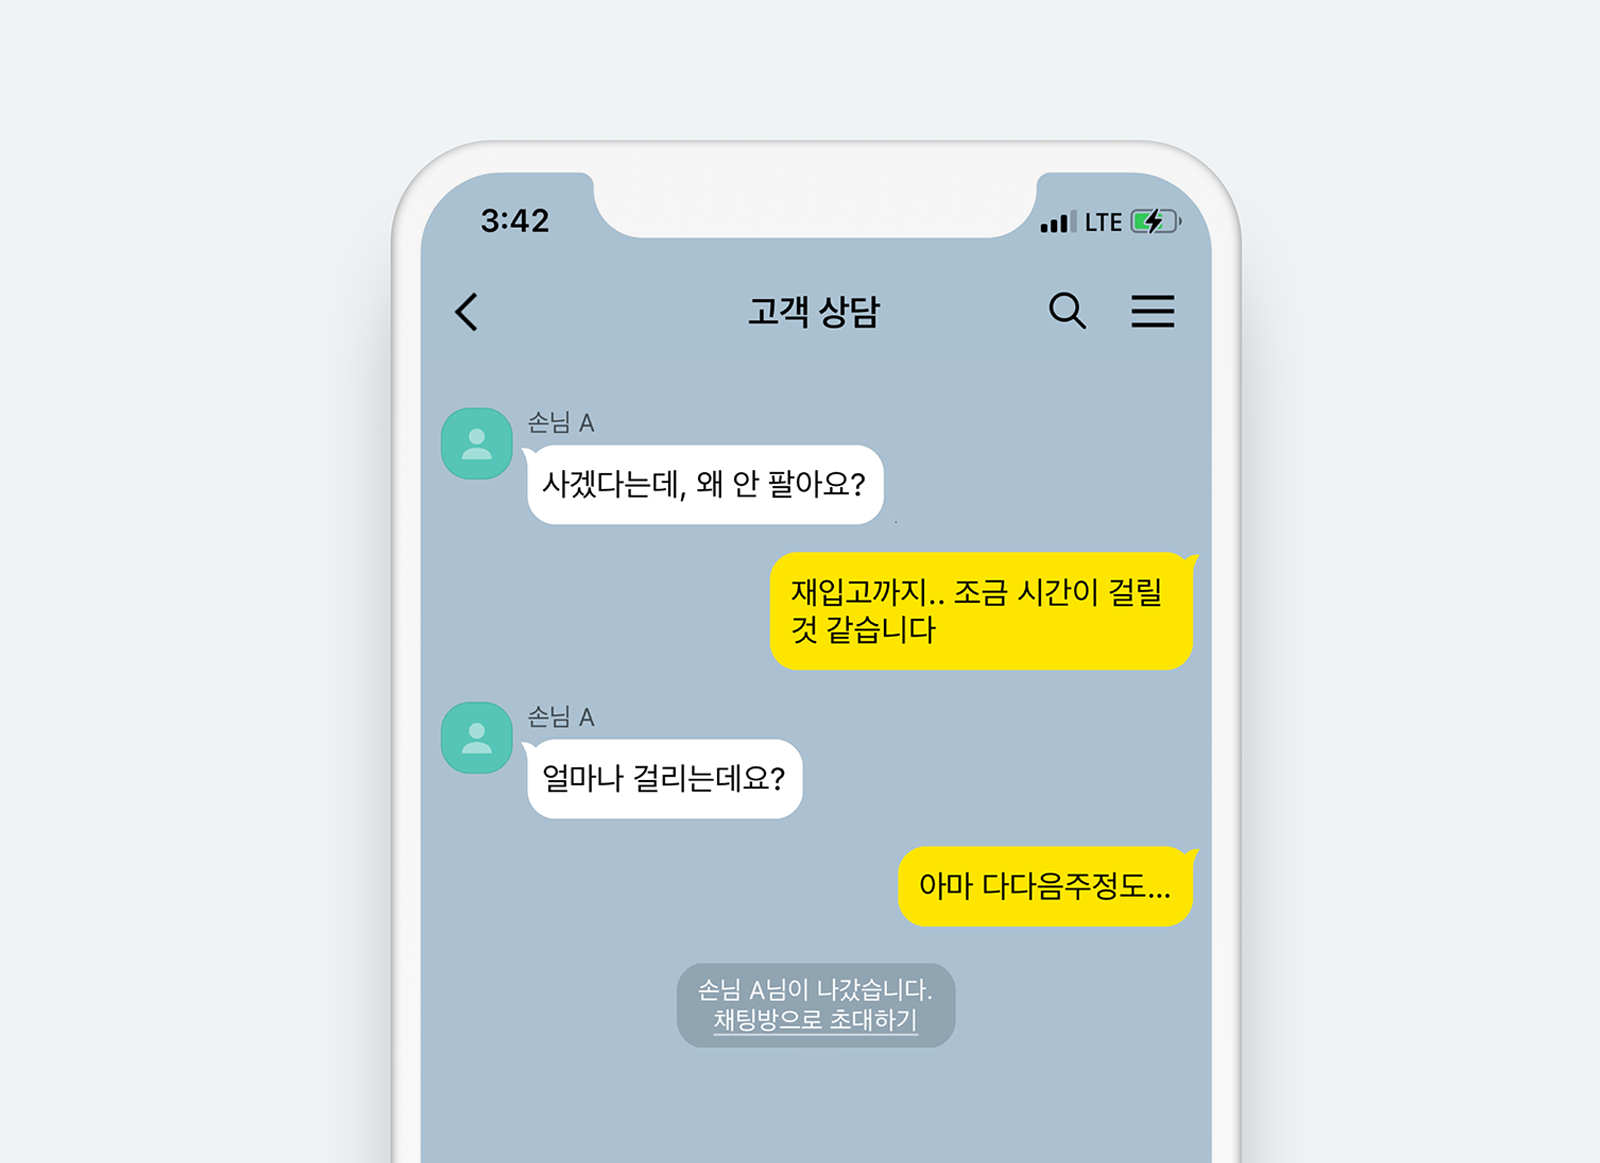 3:42
LTE
고객 상담
손님 A
사겠다는데, 왜 안 팔아요?
재입고까지.. 조금 시간이 걸릴
것 같습니다
손님 A
얼마나 걸리는데요?
아마 다다음주정도...
손님 A님이 나갔습니다.
채팅방으로 초대하기